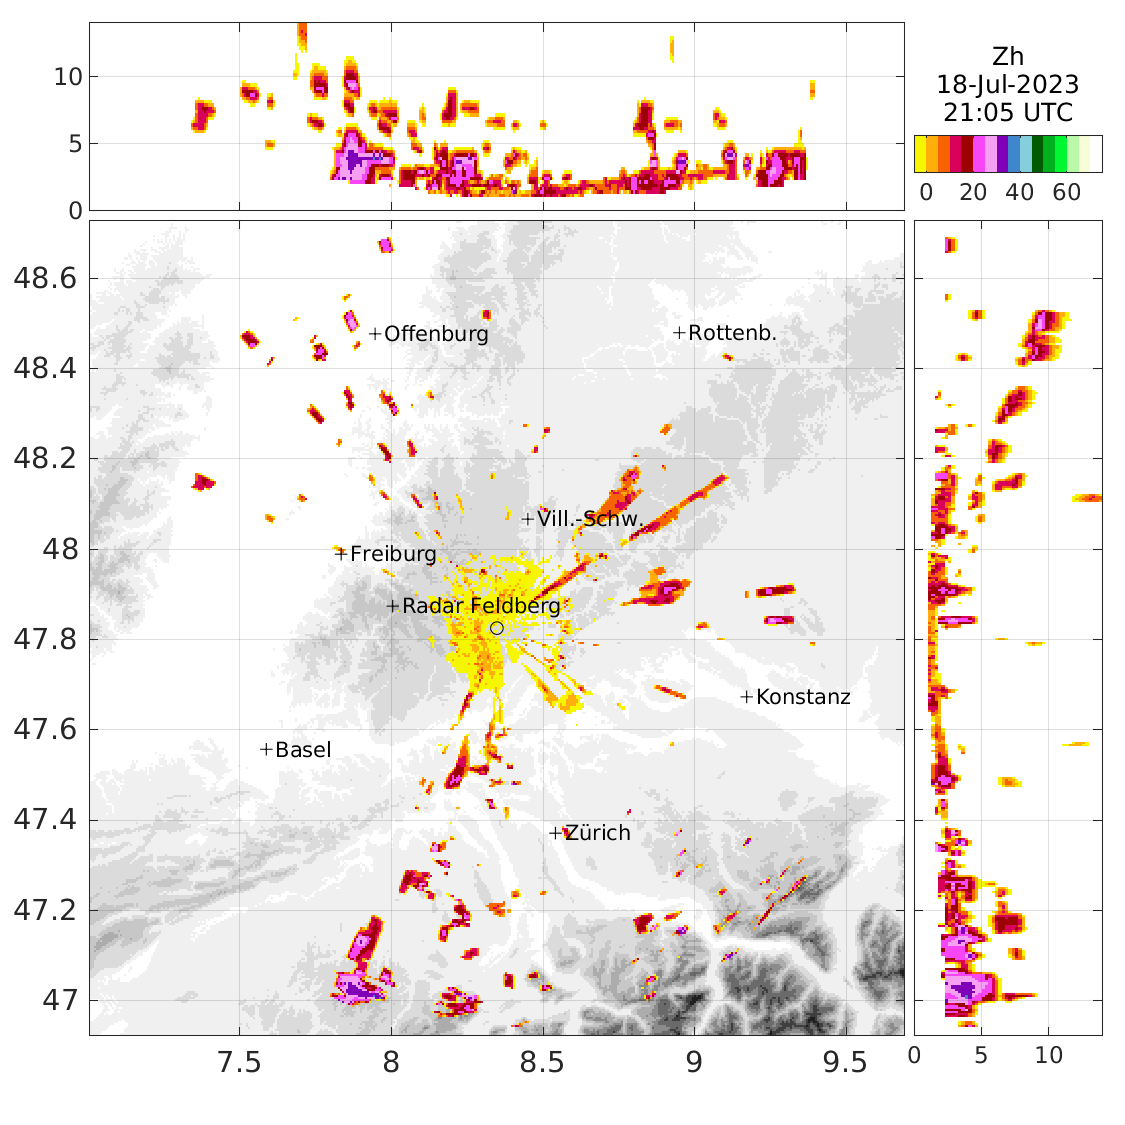 10
5
0
Zh
18-Jul-2023
21:05 UTC
0 20 40 60
48.6
48.4
48.2
48
47.8
47.6
47.4
47.2
47
+Offenburg
+Rottenb.
+Vill.-Schw.
+Freiburg
+Radar Feldberg
+Konstanz
+Basel
+Zürich
7.5 8 8.5 9 9.5
0 5 10